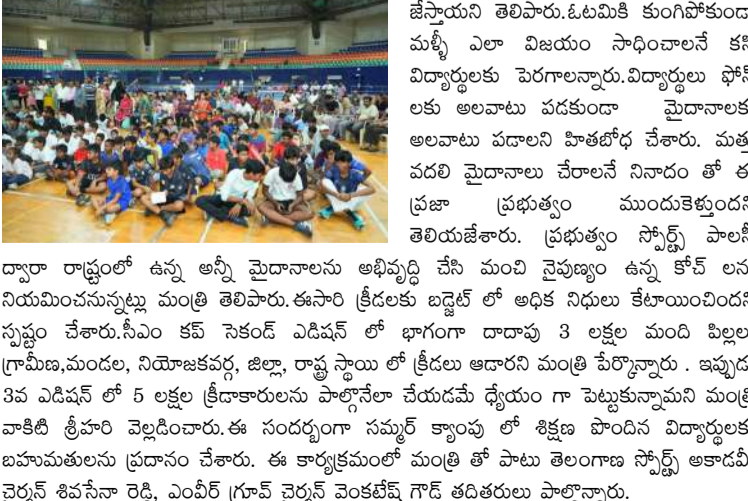 జేస్తాయని తెలిపారు.ఓటమికి కుంగిపోకుండా
మళ్ళీ ఎలా విజయం సాధించాలనే కసి
విద్యార్థులకు పెరగాలన్నారు.విద్యార్థులు ఫోన్
లకు అలవాటు పడకుండా మైదానాలకు
అలవాటు పడాలని హితబోధ చేశారు. మత్తు
వదలి మైదానాలు చేరాలనే నినాదం తో ఈ
ప్రజా ప్రభుత్వం ముందుకెళ్తుందని
తెలియజేశారు. ప్రభుత్వం స్పోర్ట్స్ పాలసీ
ద్వారా రాష్ట్రంలో ఉన్న అన్నీ మైదానాలను అభివృద్ధి చేసి మంచి నైపుణ్యం ఉన్న కోచ్ లను
నియమించనున్నట్లు మంత్రి తెలిపారు.ఈసారి క్రీడలకు బడ్జెట్ లో అధిక నిధులు కేటాయించిందని
స్పష్టం చేశారు.సీఎం కప్ సెకండ్ ఎడిషన్ లో భాగంగా దాదాపు 3 లక్షల మంది పిల్లలు
గ్రామీణ,మండల, నియోజకవర్గ, జిల్లా, రాష్ట్ర స్థాయి లో క్రీడలు ఆడారని మంత్రి పేర్కొన్నారు . ఇప్పుడు
3వ ఎడిషన్ లో 5 లక్షల క్రీడాకారులను పాల్గొనేలా చేయడమే ధ్యేయం గా పెట్టుకున్నామని మంత్రి
వాకిటి శ్రీహరి వెల్లడించారు.ఈ సందర్భంగా సమ్మర్ క్యాంపు లో శిక్షణ పొందిన విద్యార్థులకు
బహుమతులను ప్రదానం చేశారు. ఈ కార్యక్రమంలో మంత్రి తో పాటు తెలంగాణ స్పోర్ట్స్ అకాడమీ
చైర్మన్ శివసేనా రెడ్డి, ఎంవీర్ గ్రూప్ చైర్మన్ వెంకటేష్ గౌడ్ తదితరులు పాల్గొన్నారు.